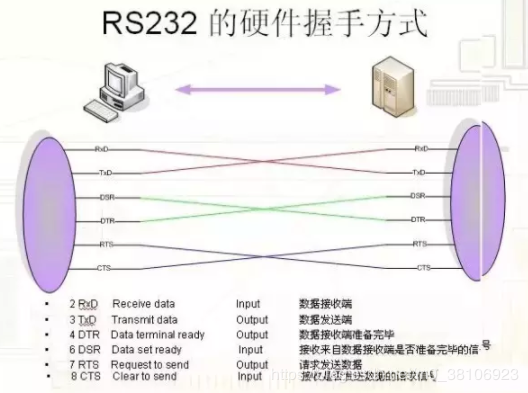 RS232 的硬件握手方式
RxD RxD
TxD TxD
DSR DSR
DTR DTR
RTS RTS
CTS CTS
2 RxD Receive data Input 数据接收端
3 TxD Transmit data Output 数据发送端
4 DTR Data terminal ready Output 数据接收端准备完毕
6 DSR Data set ready Input 接收来自数据接收端是否准备完毕的信号
7 RTS Request to send Output 请求发送数据
8 CTS Clear to send Input 接收是否发送数据的请求信号
38106923